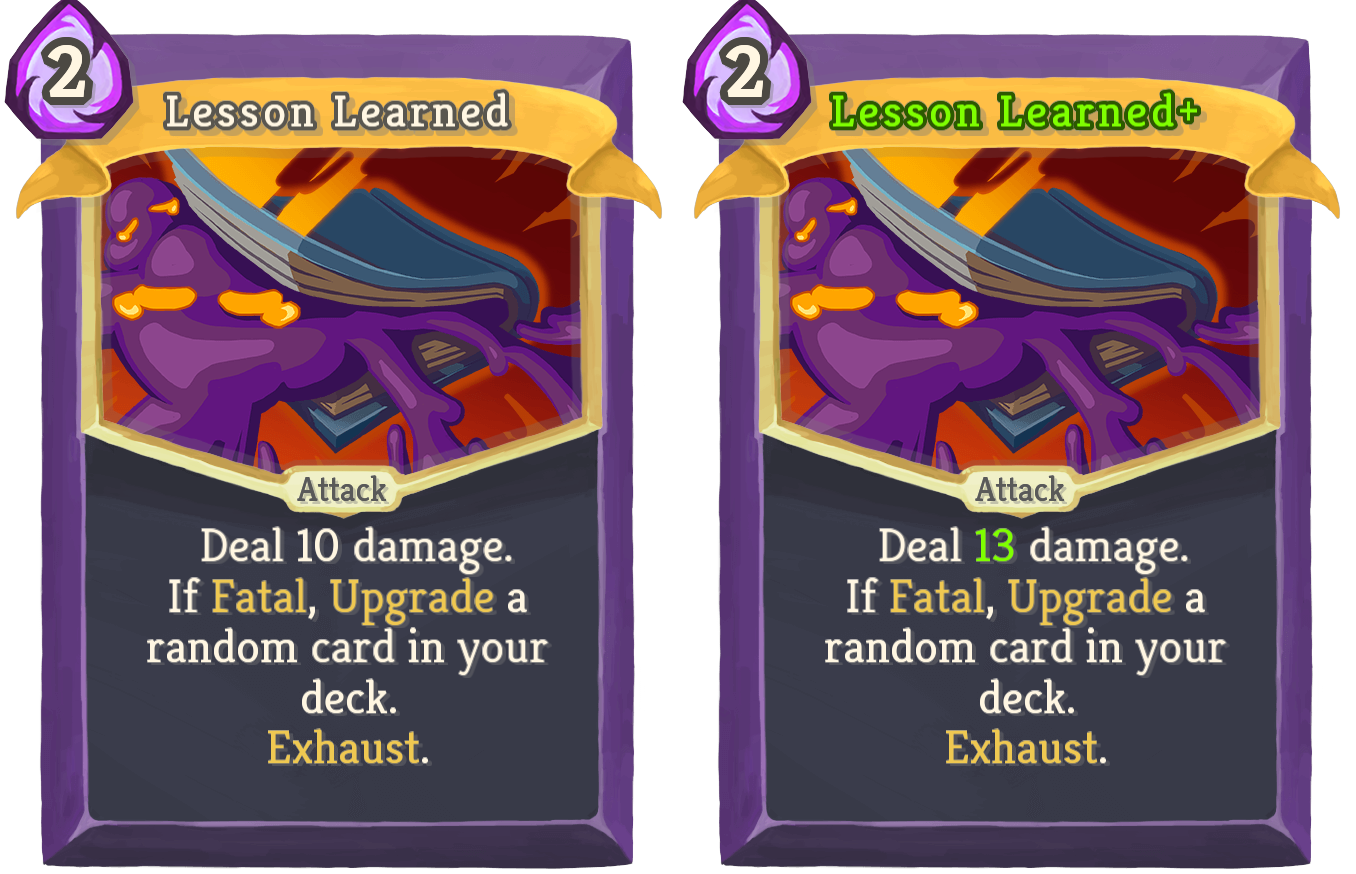 2
Lesson Learned
Attack
Deal 10 damage.
If Fatal, Upgrade a
random card in your
deck.
Exhaust.
2
Lesson Learned+
Attack
Deal 13 damage.
If Fatal, Upgrade a
random card in your
deck.
Exhaust.